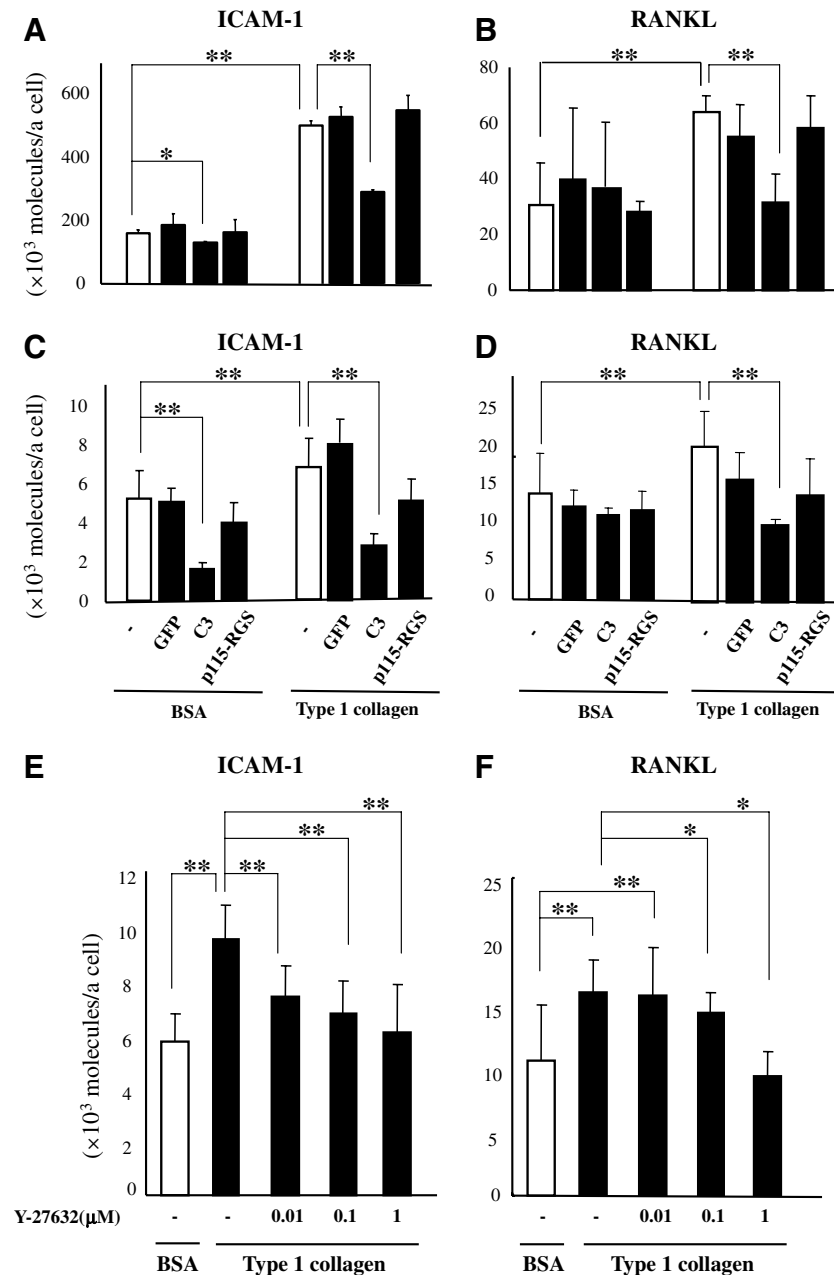 A
ICAM-1
B
RANKL
(×10³ molecules/a cell)
600
400
200
0
**
**
*
80
60
40
20
0
**
**
C
ICAM-1
D
RANKL
(×10³ molecules/a cell)
10
8
6
4
2
0
**
**
**
25
20
15
10
5
0
**
**
- GFP C3 p115-RGS - GFP C3 p115-RGS
BSA Type 1 collagen
- GFP C3 p115-RGS - GFP C3 p115-RGS
BSA Type 1 collagen
E
ICAM-1
F
RANKL
(×10³ molecules/a cell)
12
10
8
6
4
2
0
**
**
**
**
25
20
15
10
5
0
*
*
**
**
Y-27632(μM) - - 0.01 0.1 1 - - 0.01 0.1 1
BSA Type 1 collagen BSA Type 1 collagen